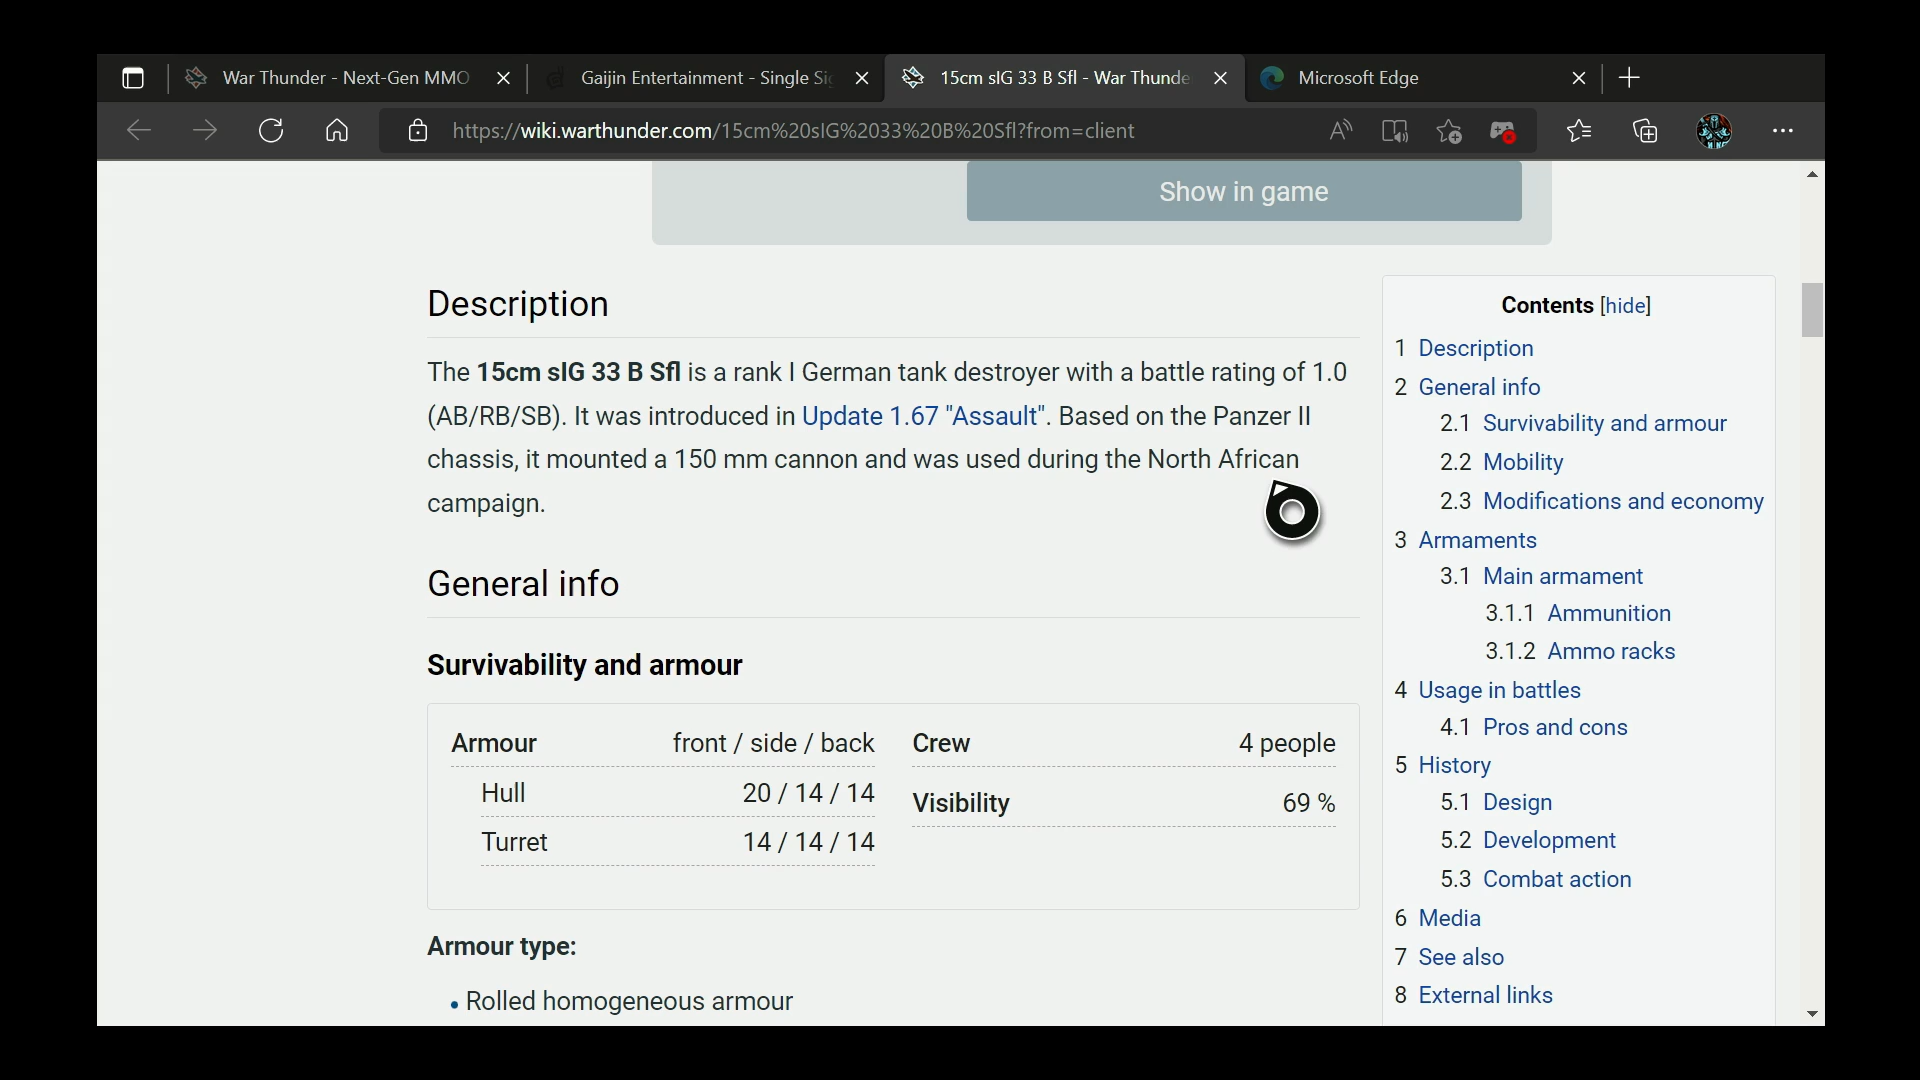 War Thunder - Next-Gen MMO
Gaijin Entertainment - Single Si
15cm sIG 33 B Sfl - War Thunde
Microsoft Edge
https://wiki.warthunder.com/15cm%20sIG%2033%20B%20Sfl?from=client
Show in game
Description
The 15cm sIG 33 B Sfl is a rank I German tank destroyer with a battle rating of 1.0
(AB/RB/SB). It was introduced in Update 1.67 "Assault". Based on the Panzer II
chassis, it mounted a 150 mm cannon and was used during the North African
campaign.
General info
Survivability and armour
Armour front / side / back
Hull 20 / 14 / 14
Turret 14 / 14 / 14
Crew 4 people
Visibility 69 %
Armour type:
• Rolled homogeneous armour
Contents [hide]
1 Description
2 General info
2.1 Survivability and armour
2.2 Mobility
2.3 Modifications and economy
3 Armaments
3.1 Main armament
3.1.1 Ammunition
3.1.2 Ammo racks
4 Usage in battles
4.1 Pros and cons
5 History
5.1 Design
5.2 Development
5.3 Combat action
6 Media
7 See also
8 External links